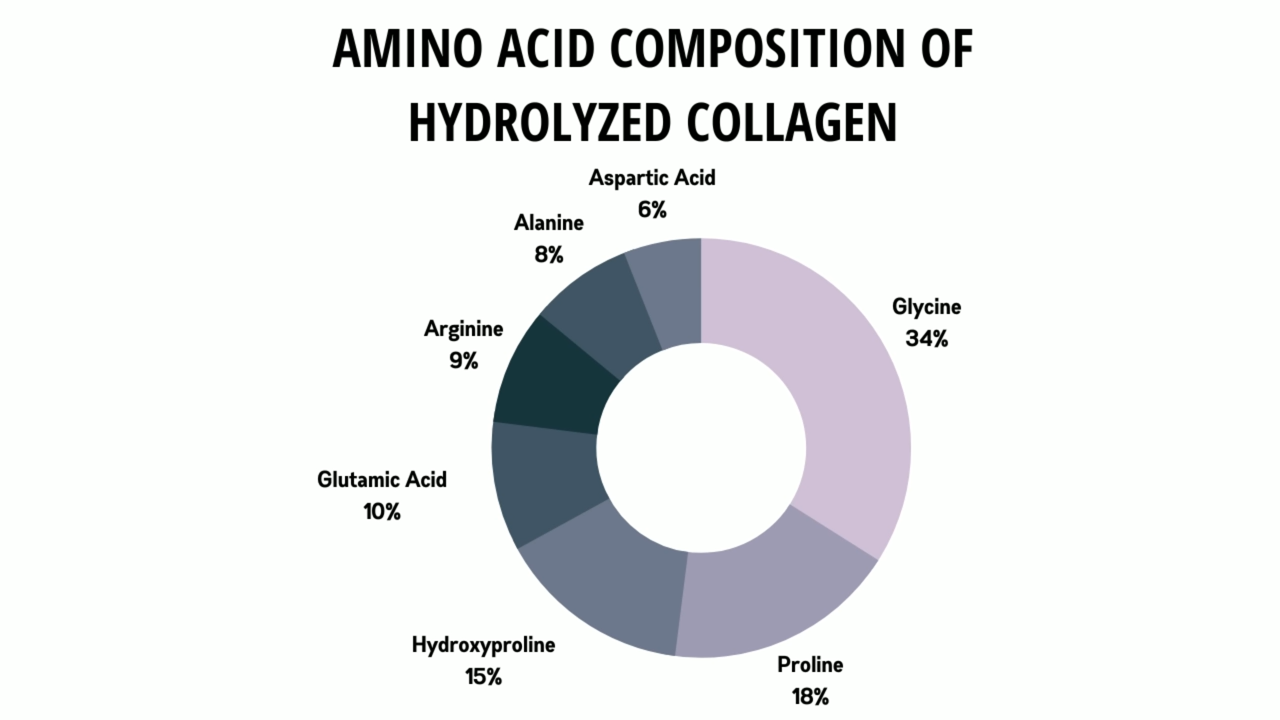 AMINO ACID COMPOSITION OF
HYDROLYZED COLLAGEN
Aspartic Acid
6%
Alanine
8%
Glycine
34%
Arginine
9%
Glutamic Acid
10%
Hydroxyproline
15%
Proline
18%